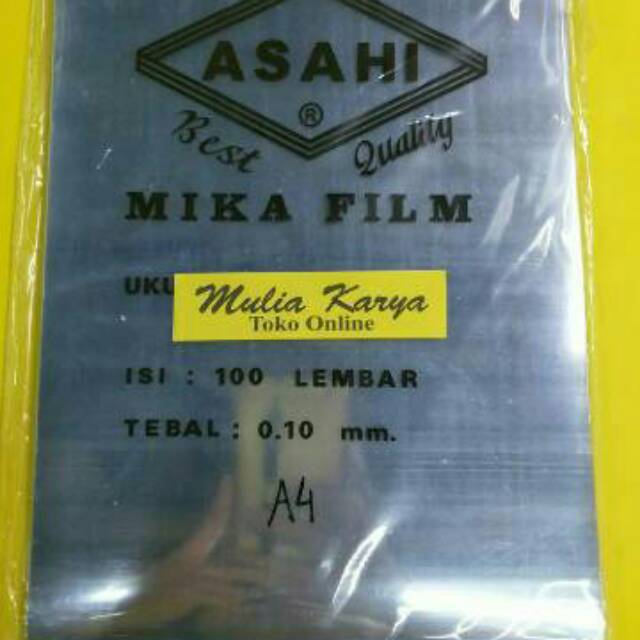 ASAHI
®
Best Quality
MIKA FILM
UKU
Mulia Karya
Toko Online
ISI : 100 LEMBAR
TEBAL : 0.10 mm.
A4